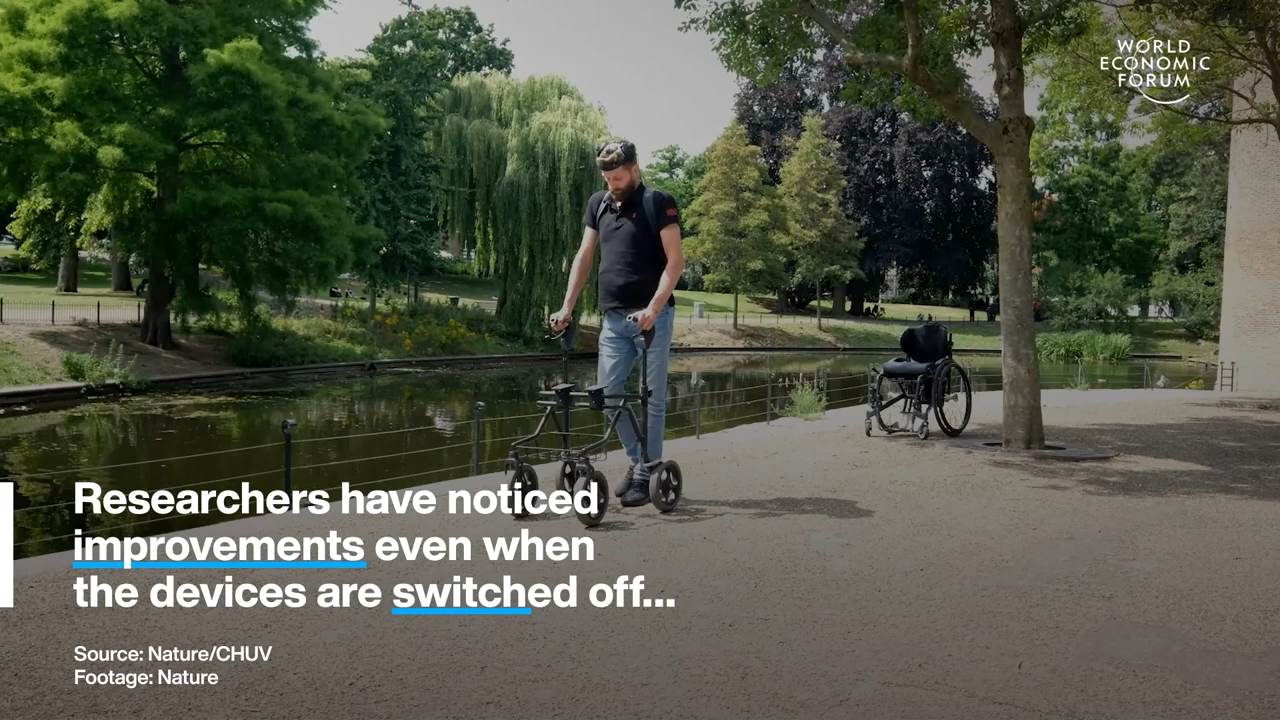 WORLD
ECONOMIC
FORUM
Researchers have noticed
improvements even when
the devices are switched off...
Source: Nature/CHUV
Footage: Nature